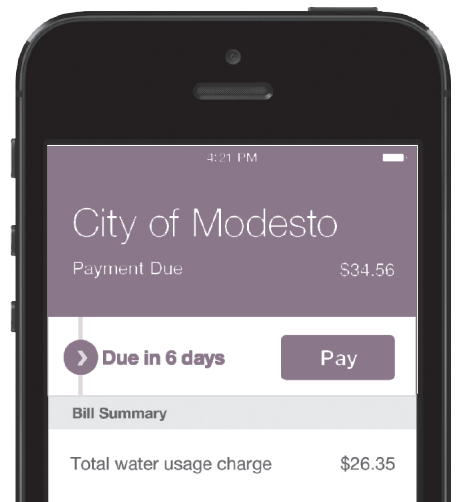 4:21 PM
City of Modesto
Payment Due $34.56
Due in 6 days Pay
Bill Summary
Total water usage charge $26.35